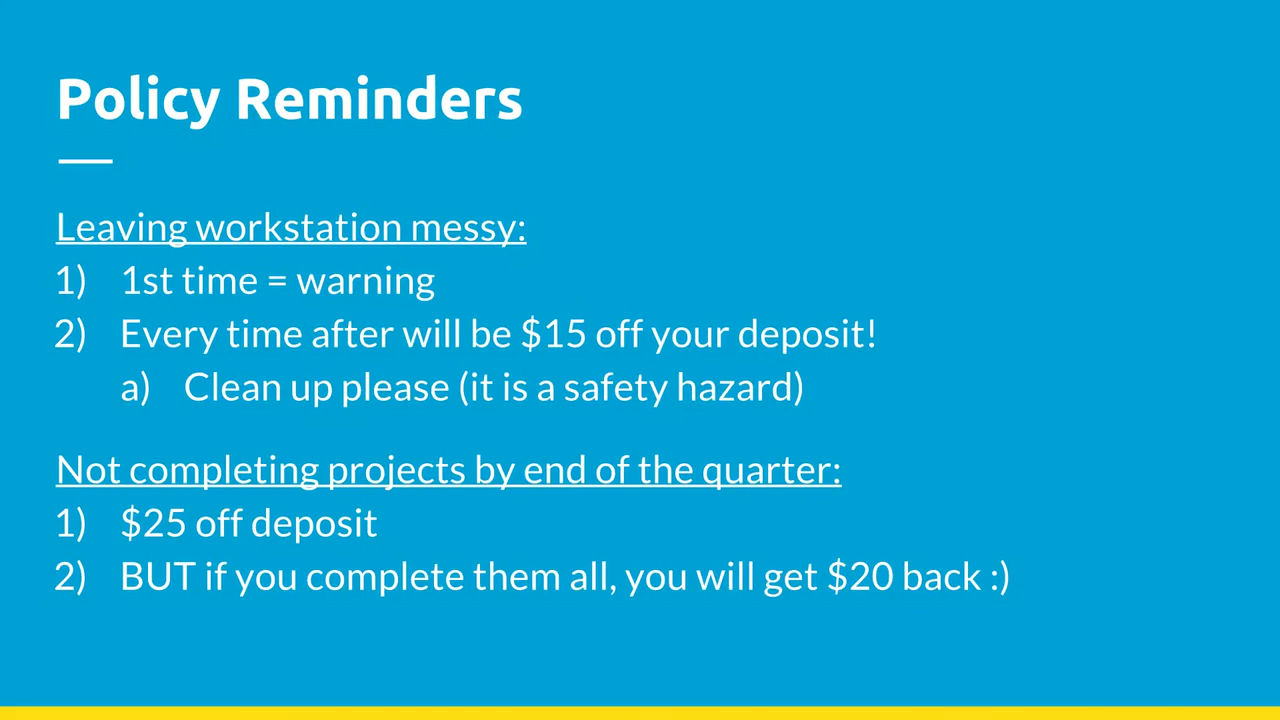 Policy Reminders
Leaving workstation messy:
1) 1st time = warning
2) Every time after will be $15 off your deposit!
a) Clean up please (it is a safety hazard)
Not completing projects by end of the quarter:
1) $25 off deposit
2) BUT if you complete them all, you will get $20 back :)